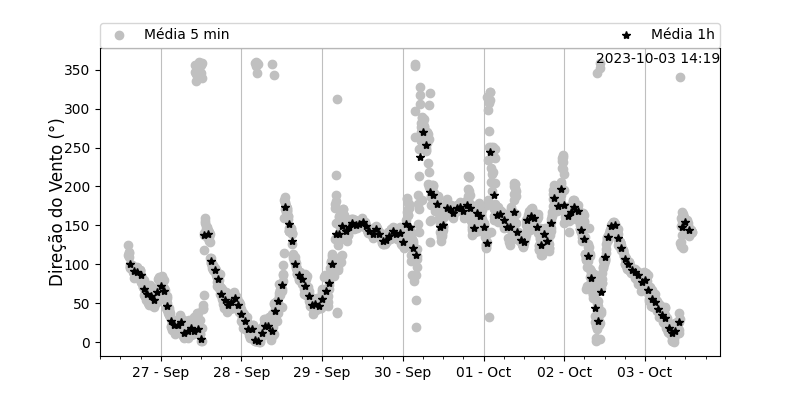 Média 5 min
Média 1h
2023-10-03 14:19
350
300
250
200
150
100
50
0
Direção do Vento (°)
27 - Sep
28 - Sep
29 - Sep
30 - Sep
01 - Oct
02 - Oct
03 - Oct